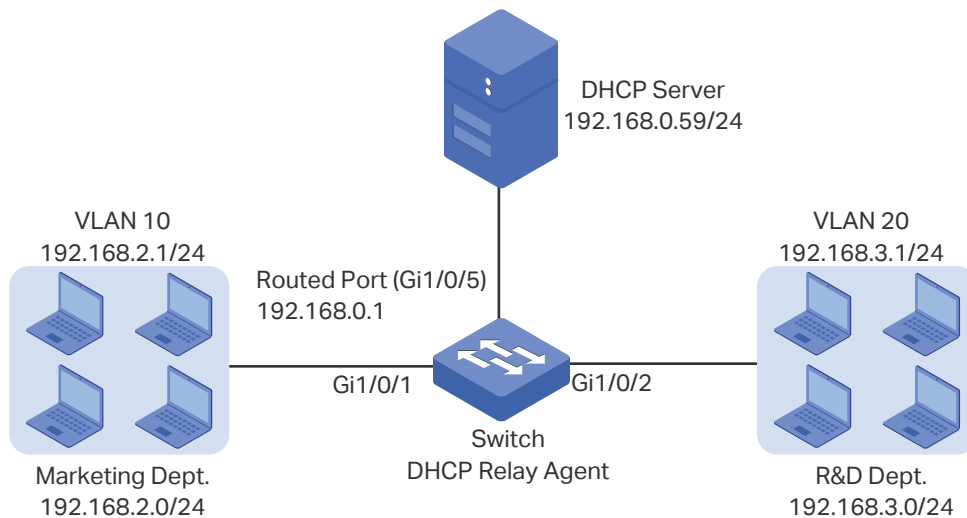 DHCP Server
192.168.0.59/24
VLAN 10
192.168.2.1/24
VLAN 20
192.168.3.1/24
Routed Port (Gi1/0/5)
192.168.0.1
Gi1/0/1
Gi1/0/2
Switch
DHCP Relay Agent
Marketing Dept.
192.168.2.0/24
R&D Dept.
192.168.3.0/24